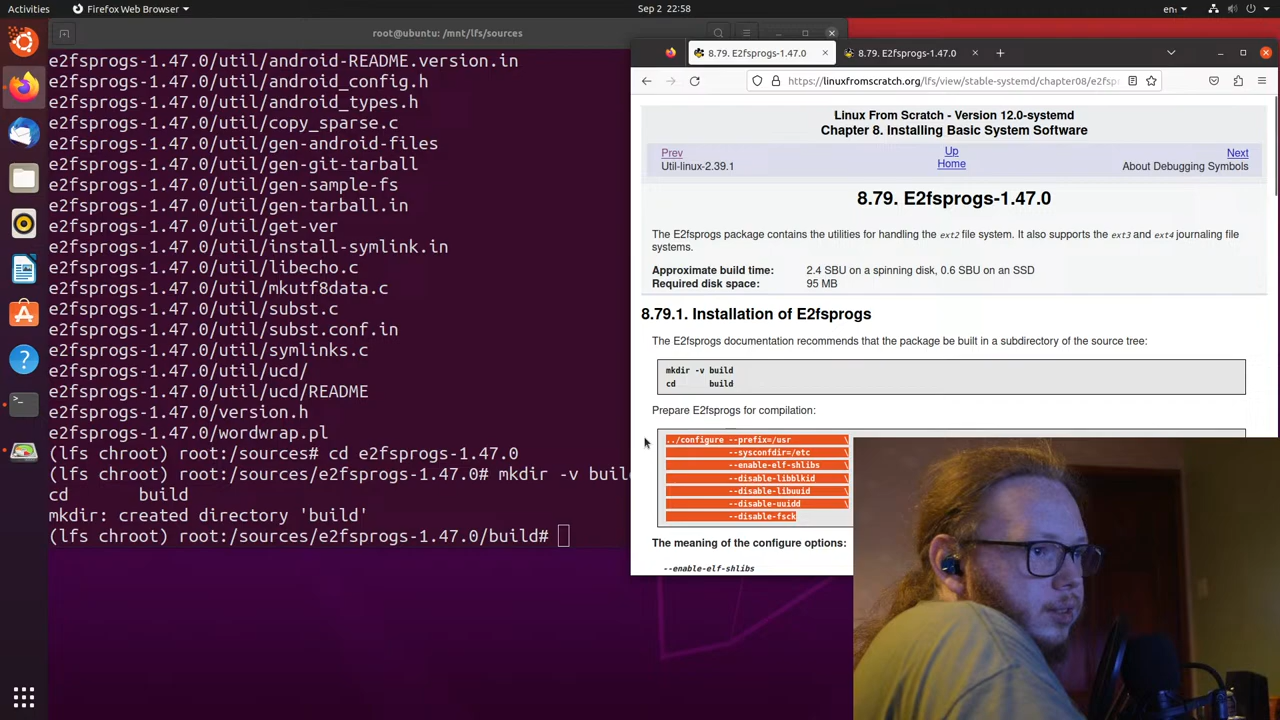 Activities
Firefox Web Browser
Sep 2 22:58
en₁
root@ubuntu: /mnt/lfs/sources
e2fsprogs-1.47.0/util/android-README.version.in
e2fsprogs-1.47.0/util/android_config.h
e2fsprogs-1.47.0/util/android_types.h
e2fsprogs-1.47.0/util/copy_sparse.c
e2fsprogs-1.47.0/util/gen-android-files
e2fsprogs-1.47.0/util/gen-git-tarball
e2fsprogs-1.47.0/util/gen-sample-fs
e2fsprogs-1.47.0/util/gen-tarball.in
e2fsprogs-1.47.0/util/get-ver
e2fsprogs-1.47.0/util/install-symlink.in
e2fsprogs-1.47.0/util/libecho.c
e2fsprogs-1.47.0/util/mkutf8data.c
e2fsprogs-1.47.0/util/subst.c
e2fsprogs-1.47.0/util/subst.conf.in
e2fsprogs-1.47.0/util/symlinks.c
e2fsprogs-1.47.0/util/ucd/
e2fsprogs-1.47.0/util/ucd/README
e2fsprogs-1.47.0/version.h
e2fsprogs-1.47.0/wordwrap.pl
(lfs chroot) root:/sources# cd e2fsprogs-1.47.0
(lfs chroot) root:/sources/e2fsprogs-1.47.0# mkdir -v build
cd build
mkdir: created directory 'build'
(lfs chroot) root:/sources/e2fsprogs-1.47.0/build#
8.79. E2fsprogs-1.47.0
8.79. E2fsprogs-1.47.0
https://linuxfromscratch.org/lfs/view/stable-systemd/chapter08/e2fsp
Linux From Scratch - Version 12.0-systemd
Chapter 8. Installing Basic System Software
Prev
Up
Next
Util-linux-2.39.1
Home
About Debugging Symbols
8.79. E2fsprogs-1.47.0
The E2fsprogs package contains the utilities for handling the ext2 file system. It also supports the ext3 and ext4 journaling file
systems.
Approximate build time: 2.4 SBU on a spinning disk, 0.6 SBU on an SSD
Required disk space: 95 MB
8.79.1. Installation of E2fsprogs
The E2fsprogs documentation recommends that the package be built in a subdirectory of the source tree:
mkdir -v build
cd build
Prepare E2fsprogs for compilation:
../configure --prefix=/usr \
--sysconfdir=/etc \
--enable-elf-shlibs \
--disable-libblkid \
--disable-libuuid \
--disable-uuidd \
--disable-fsck
The meaning of the configure options:
--enable-elf-shlibs